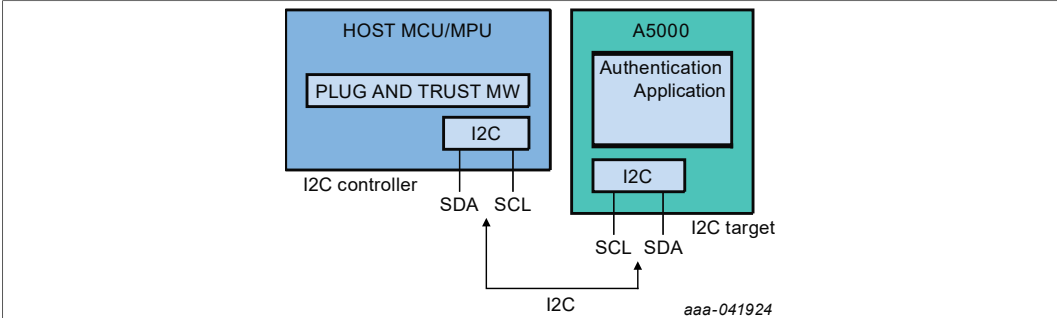 HOST MCU/MPU
PLUG AND TRUST MW
I2C
I2C controller
SDA SCL
A5000
Authentication
Application
I2C
I2C target
SCL SDA
I2C
aaa-041924